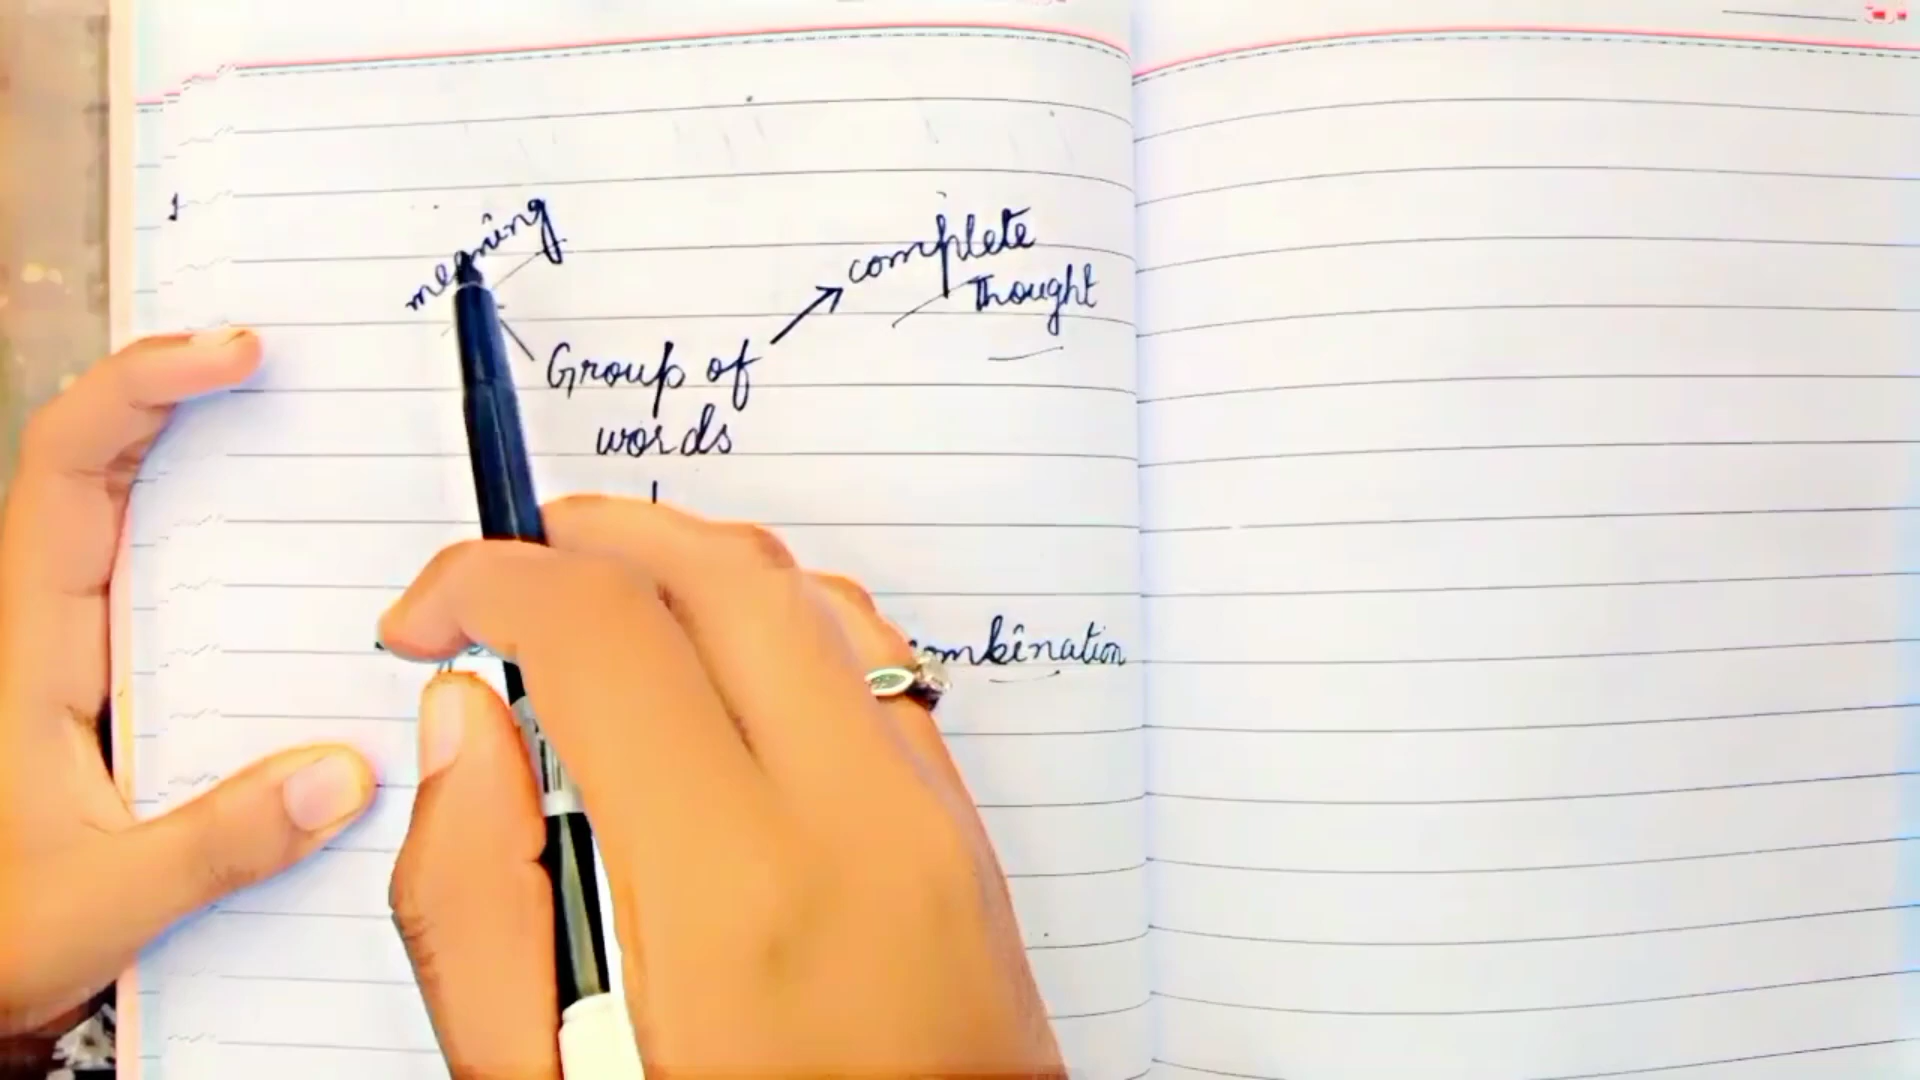 meaning
complete
Thought
Group of
words
combination